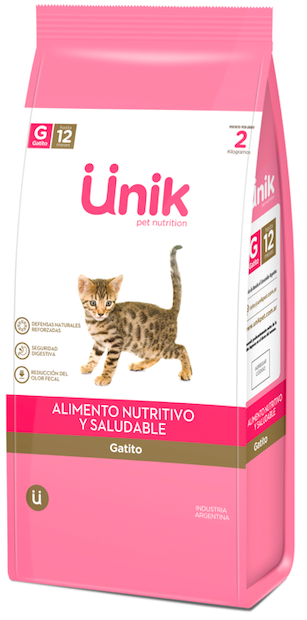 G
Gatito
12
2
Kilogramos
Ünik
pet nutrition
DEFENSAS NATURALES
REFORZADAS
SEGURIDAD
DIGESTIVA
REDUCCIÓN DEL
OLOR FECAL
ALIMENTO NUTRITIVO
Y SALUDABLE
Gatito
ü
INDUSTRIA
ARGENTINA
G
Gatito
12